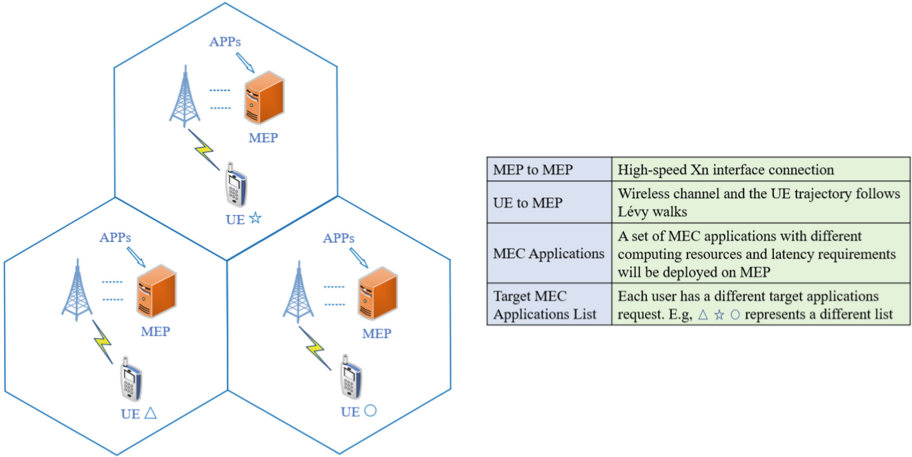 APPs
MEP
UE ☆
APPs
MEP
UE △
APPs
MEP
UE ○
MEP to MEP
High-speed Xn interface connection
UE to MEP
Wireless channel and the UE trajectory follows
Lévy walks
MEC Applications
A set of MEC applications with different
computing resources and latency requirements
will be deployed on MEP
Target MEC
Applications List
Each user has a different target applications
request. E.g, △ ☆ ○ represents a different list